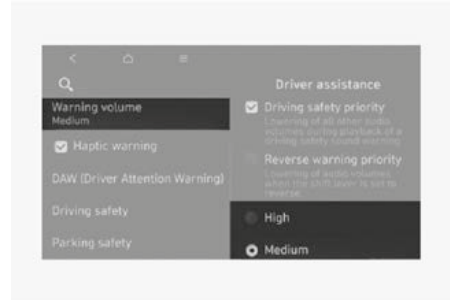 Warning volume
Medium
Haptic warning
DAW (Driver Attention Warning)
Driving safety
Parking safety
Driver assistance
Driving safety priority
Lowering of all other audio
volumes during playback of a
driving safety sound warning
Reverse warning priority
Lowering of audio volumes
when the shift lever is set to
reverse
High
Medium